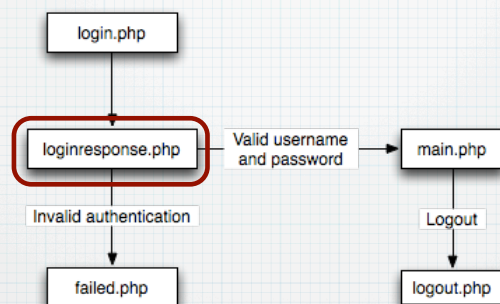 login.php
loginresponse.php
Valid username
and password
main.php
Invalid authentication
Logout
failed.php
logout.php